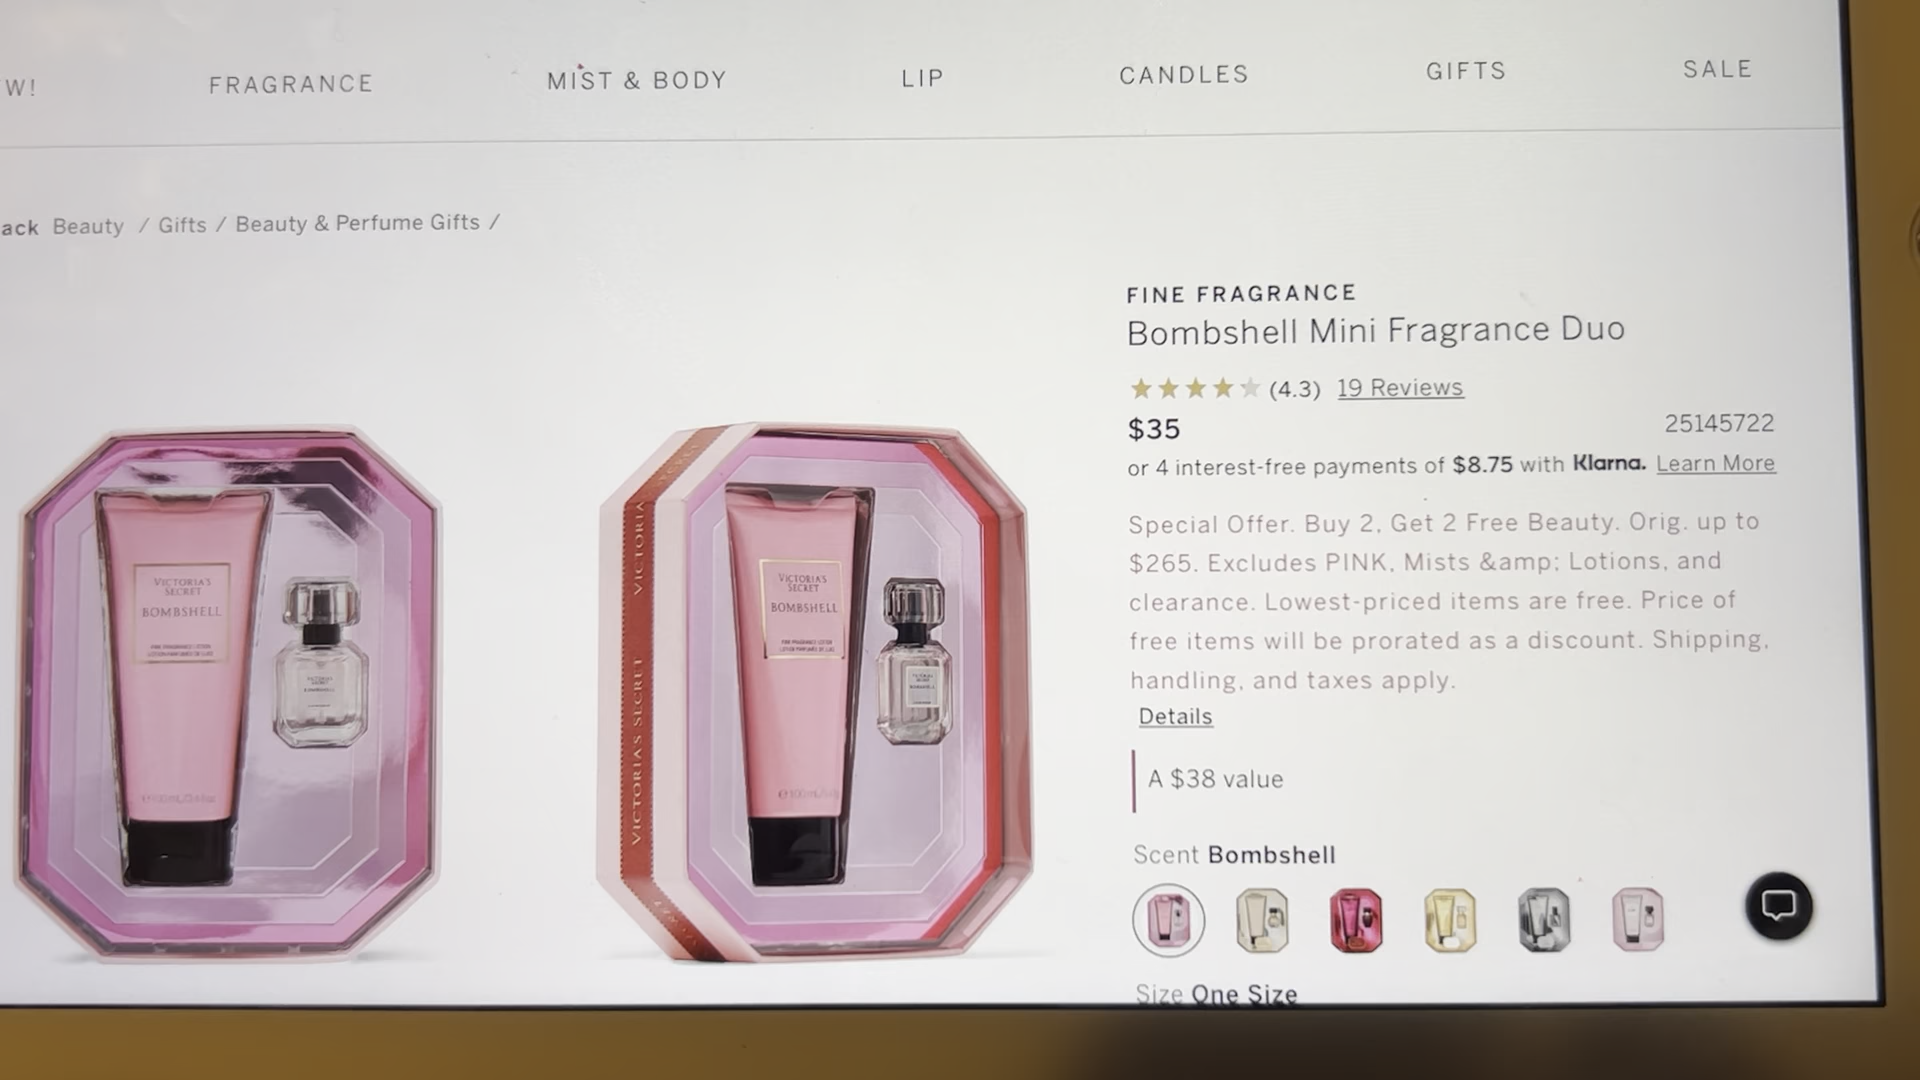 W!
FRAGRANCE
MIST & BODY
LIP
CANDLES
GIFTS
SALE
ack Beauty / Gifts / Beauty & Perfume Gifts /
FINE FRAGRANCE
Bombshell Mini Fragrance Duo
(4.3) 19 Reviews
$35
25145722
or 4 interest-free payments of $8.75 with Klarna. Learn More
Special Offer. Buy 2, Get 2 Free Beauty. Orig. up to
$265. Excludes PINK, Mists &amp; Lotions, and
clearance. Lowest-priced items are free. Price of
free items will be prorated as a discount. Shipping,
handling, and taxes apply.
Details
A $38 value
Scent Bombshell
Size One Size
VICTORIA'S
SECRET
BOMBSHELL
VICTORIA'S
SECRET
BOMBSHELL
VICTORIA'S SECRET
VICTORIA